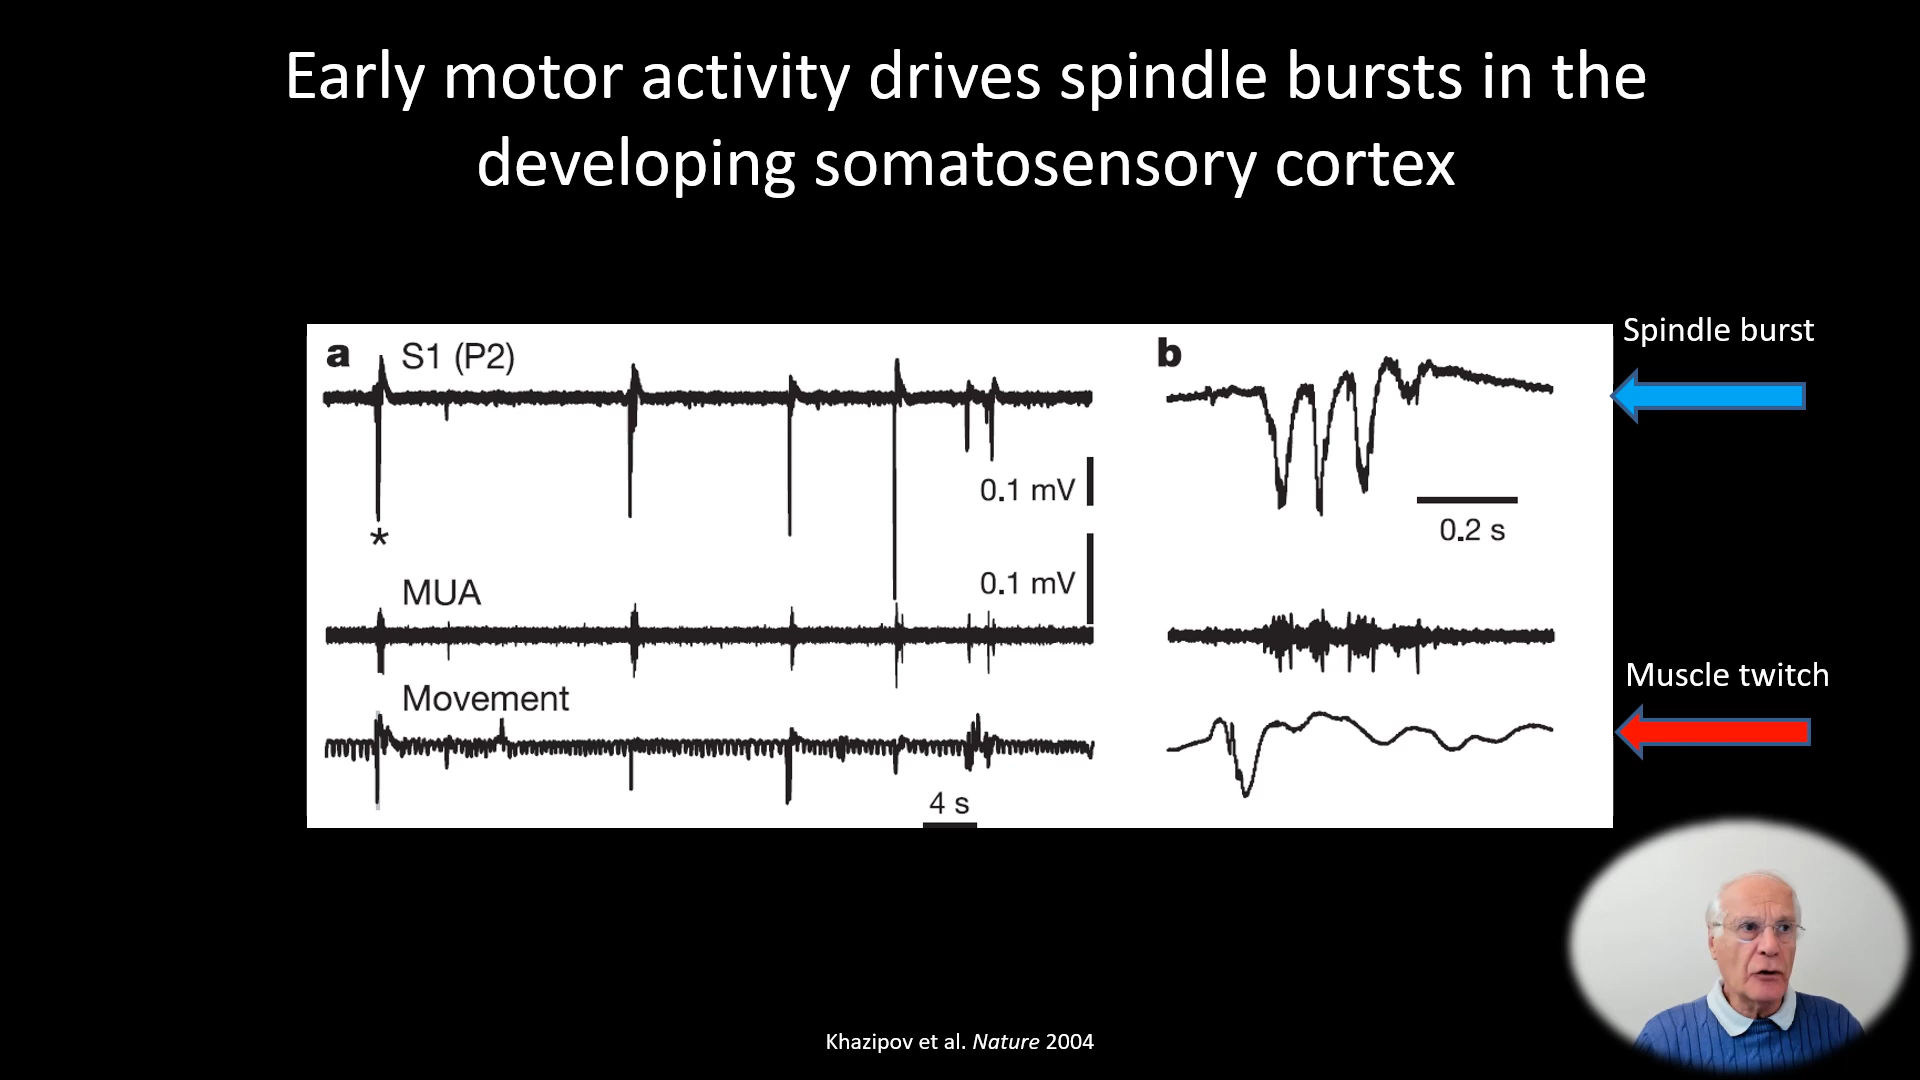 Early motor activity drives spindle bursts in the
developing somatosensory cortex
a S1 (P2)
b
Spindle burst
0.1 mV
0.2 s
*
0.1 mV
MUA
Muscle twitch
Movement
4 s
Khazipov et al. Nature 2004